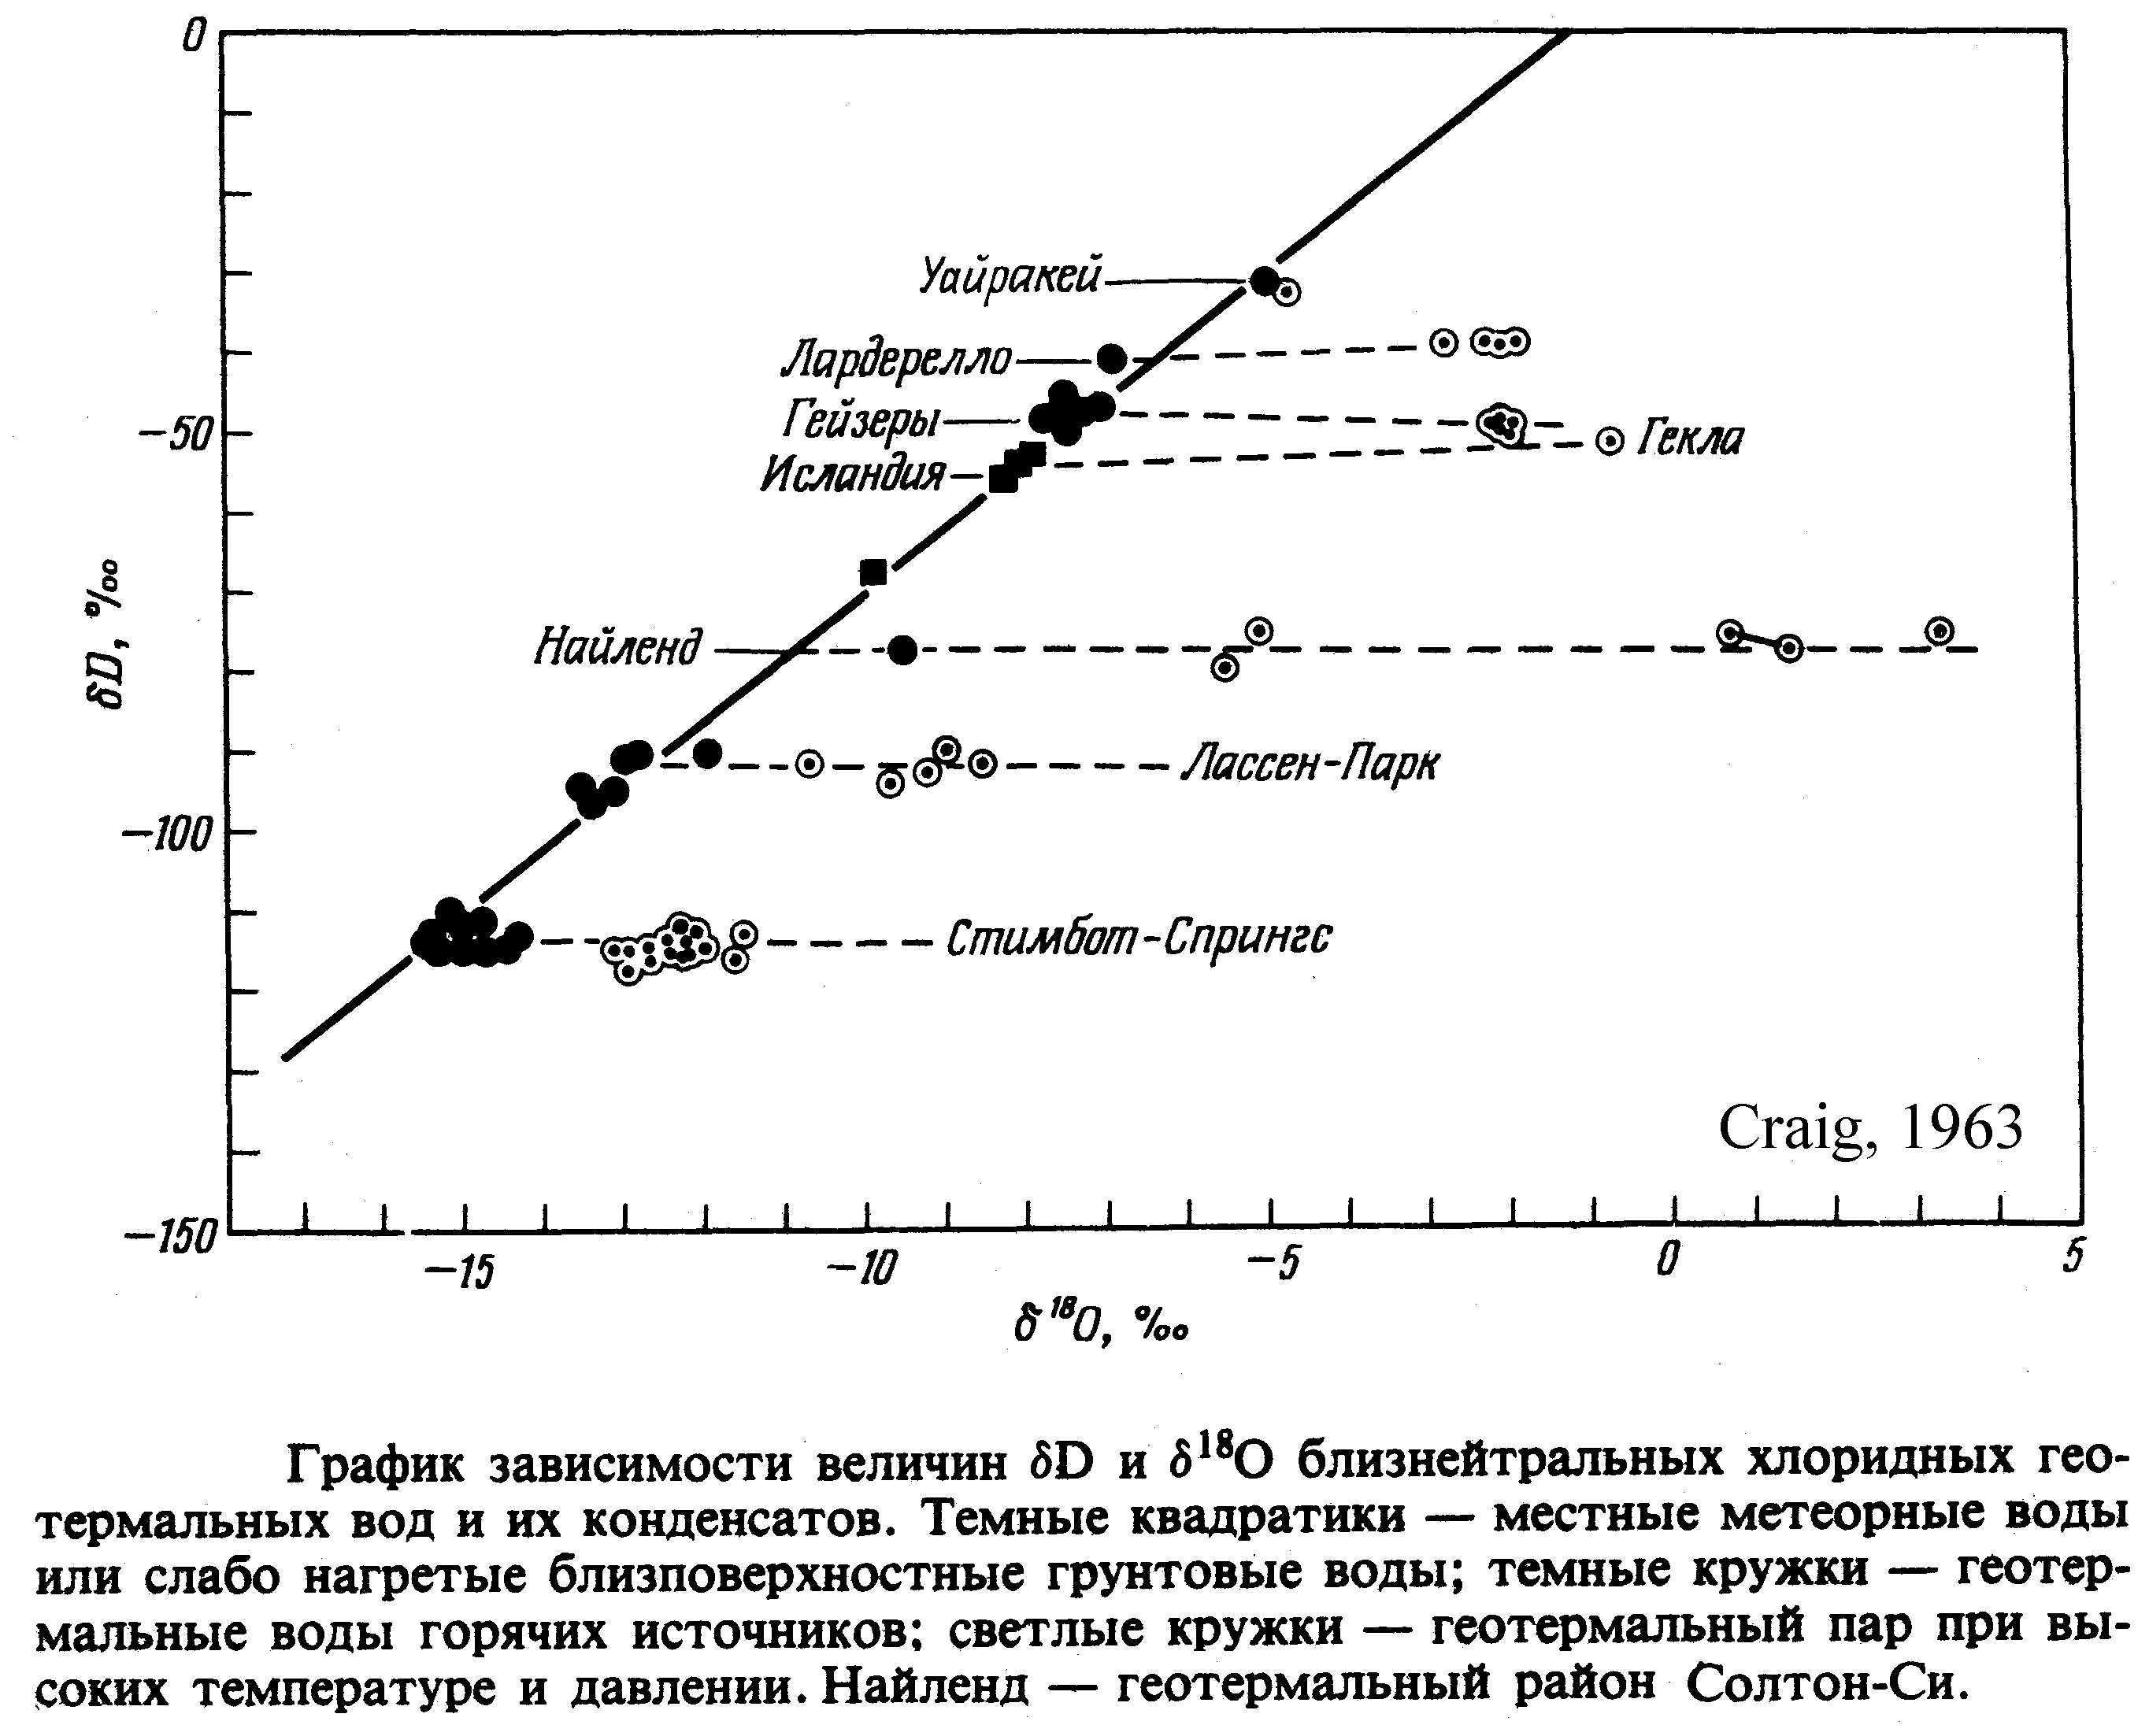 0
Уайракей
Лардерелло
Гейзеры
Гекла
Исландия
−50
δD, ‰
Найленд
Лассен-Парк
−100
Стимбот-Спрингс
Craig, 1963
−150
−15
−10
−5
0
5
δ¹⁸O, ‰
График зависимости величин δD и δ¹⁸O близнейтральных хлоридных гео-
термальных вод и их конденсатов. Темные квадратики — местные метеорные воды
или слабо нагретые близповерхностные грунтовые воды; темные кружки — геотер-
мальные воды горячих источников; светлые кружки — геотермальный пар при вы-
соких температуре и давлении. Найленд — геотермальный район Солтон-Си.